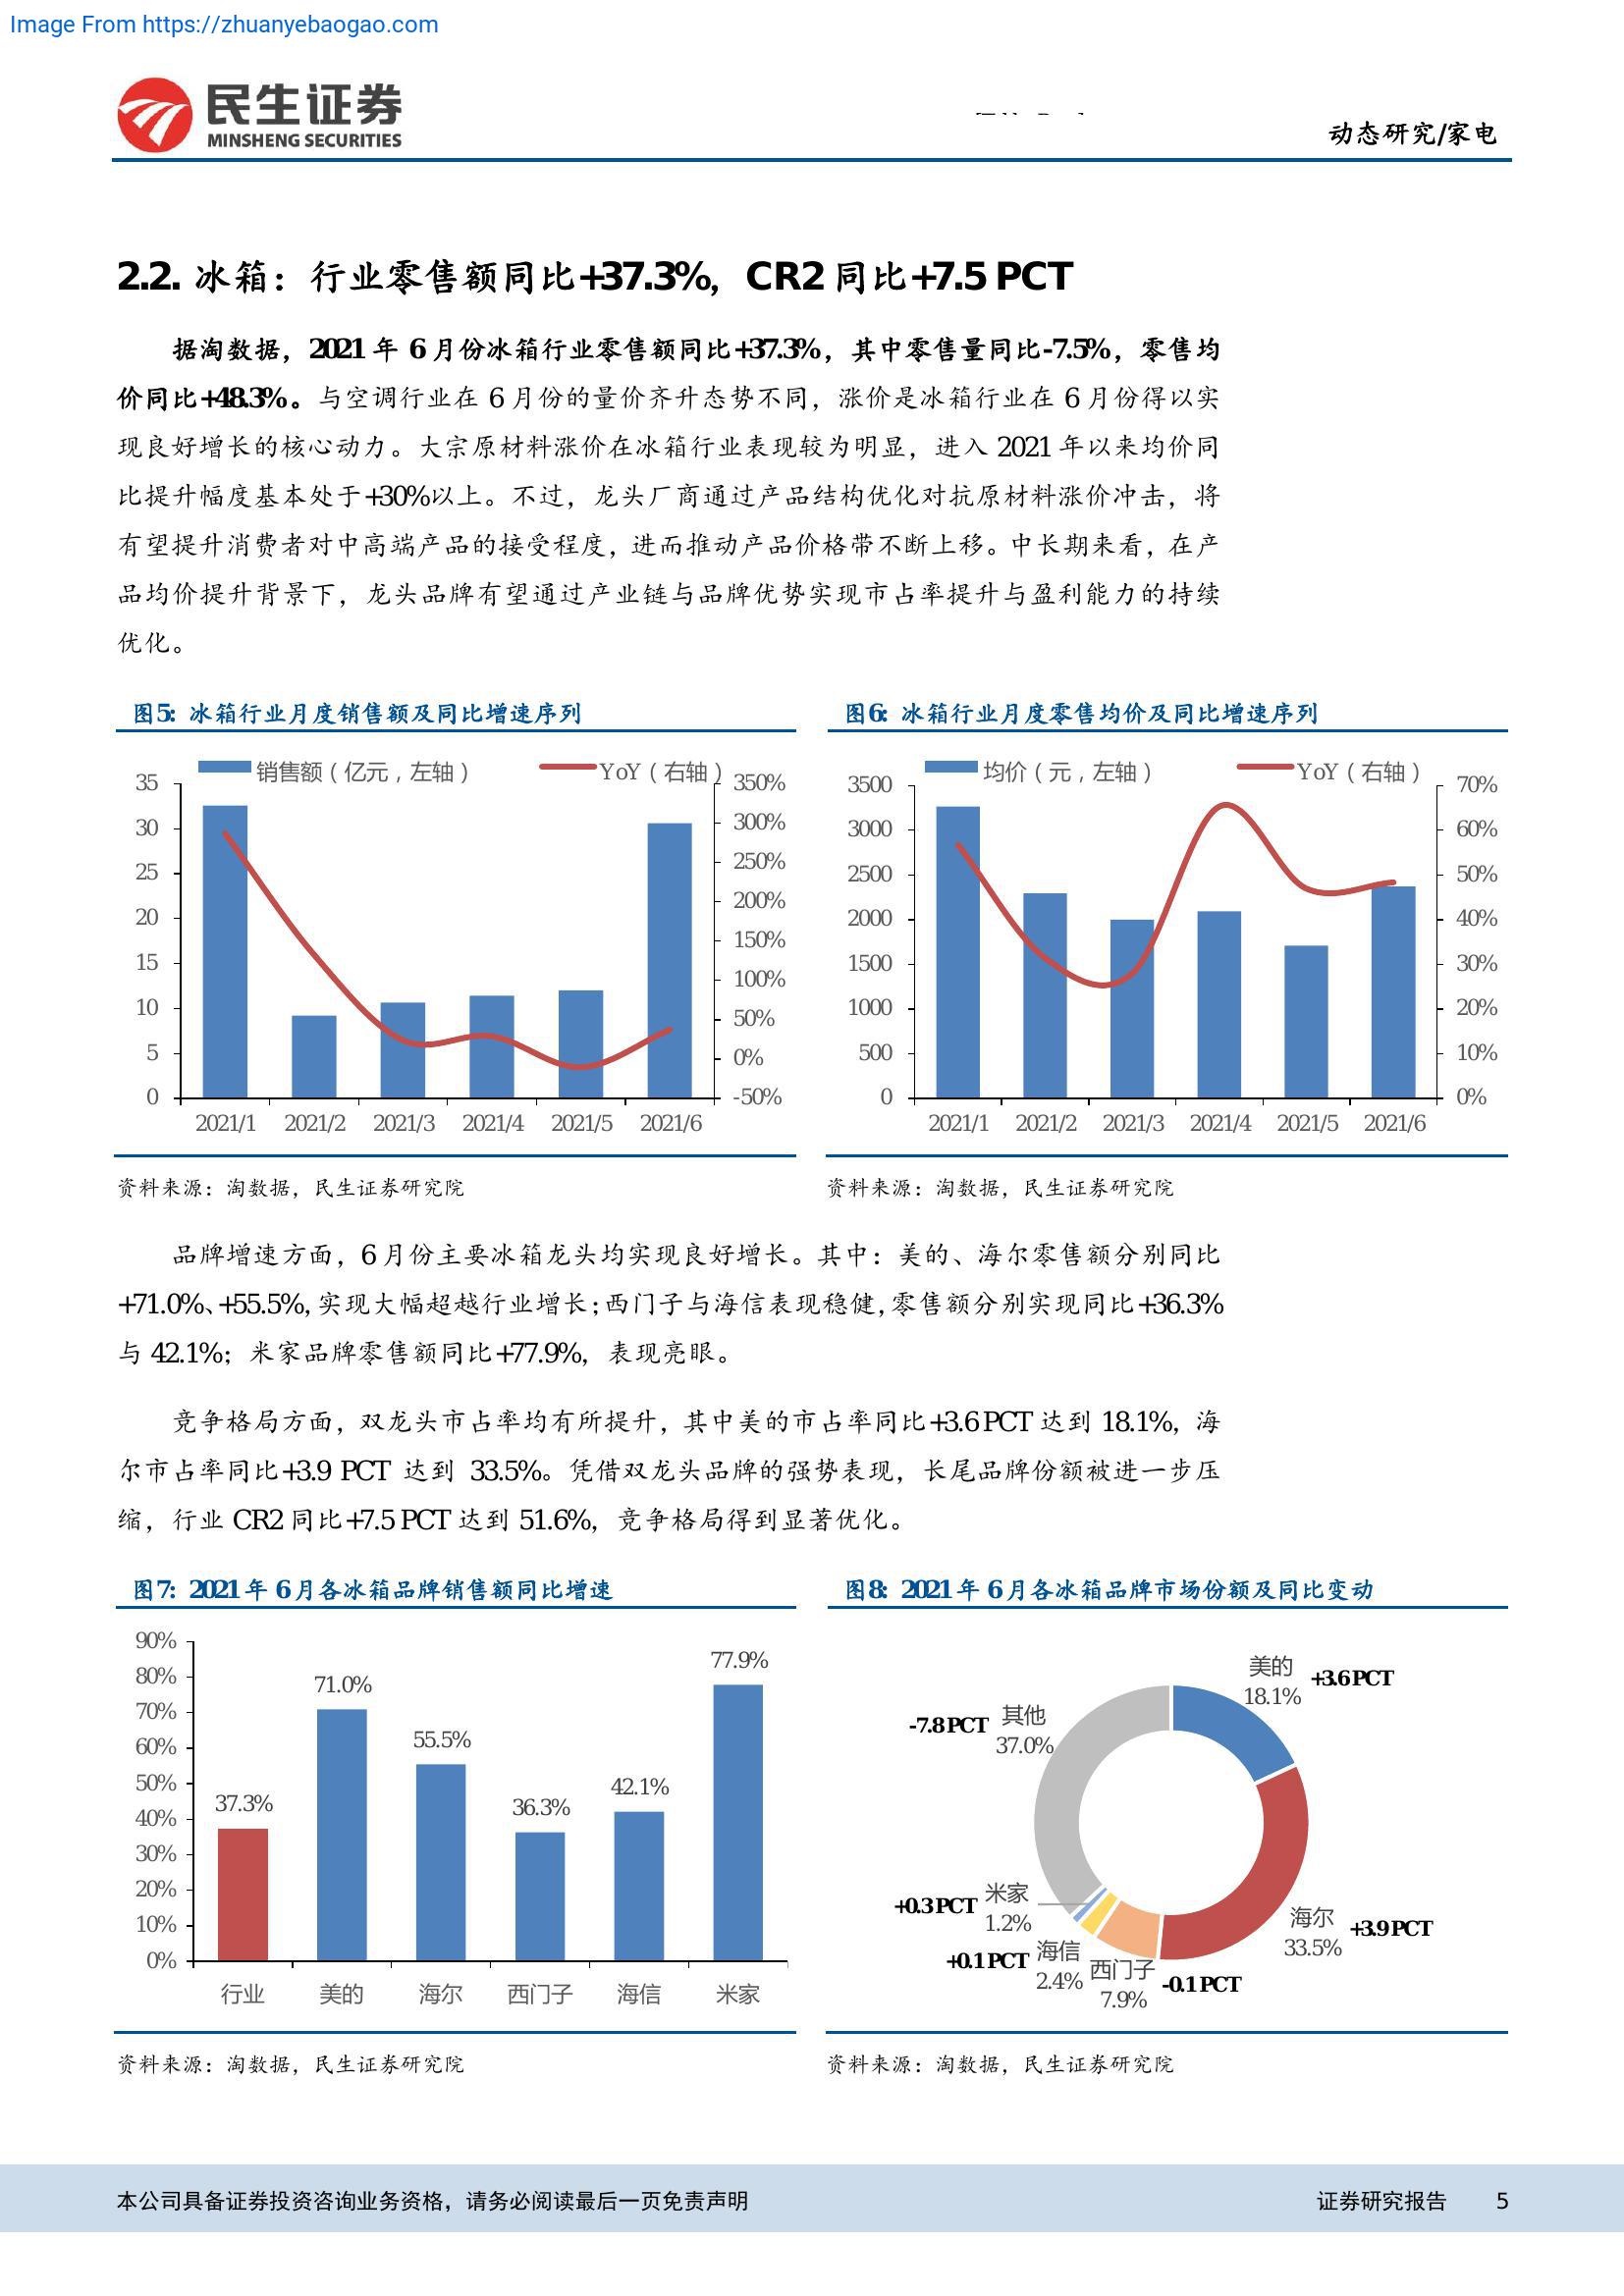 Image From https://zhuanyebaogao.com
民生证券
MINSHENG SECURITIES
动态研究/家电
2.2. 冰箱：行业零售额同比+37.3%，CR2 同比+7.5 PCT
据淘数据，2021 年 6 月份冰箱行业零售额同比+37.3%，其中零售量同比-7.5%，零售均
价同比+48.3%。与空调行业在 6 月份的量价齐升态势不同，涨价是冰箱行业在 6 月份得以实
现良好增长的核心动力。大宗原材料涨价在冰箱行业表现较为明显，进入 2021 年以来均价同
比提升幅度基本处于+30%以上。不过，龙头厂商通过产品结构优化对抗原材料涨价冲击，将
有望提升消费者对中高端产品的接受程度，进而推动产品价格带不断上移。中长期来看，在产
品均价提升背景下，龙头品牌有望通过产业链与品牌优势实现市占率提升与盈利能力的持续
优化。
图5: 冰箱行业月度销售额及同比增速序列
销售额（亿元，左轴） YoY（右轴）
35
30
25
20
15
10
5
0
350%
300%
250%
200%
150%
100%
50%
0%
-50%
2021/1 2021/2 2021/3 2021/4 2021/5 2021/6
资料来源：淘数据，民生证券研究院
图6: 冰箱行业月度零售均价及同比增速序列
均价（元，左轴） YoY（右轴）
3500
3000
2500
2000
1500
1000
500
0
70%
60%
50%
40%
30%
20%
10%
0%
2021/1 2021/2 2021/3 2021/4 2021/5 2021/6
资料来源：淘数据，民生证券研究院
品牌增速方面，6 月份主要冰箱龙头均实现良好增长。其中：美的、海尔零售额分别同比
+71.0%、+55.5%，实现大幅超越行业增长；西门子与海信表现稳健，零售额分别实现同比+36.3%
与 42.1%；米家品牌零售额同比+77.9%，表现亮眼。
竞争格局方面，双龙头市占率均有所提升，其中美的市占率同比+3.6 PCT 达到 18.1%，海
尔市占率同比+3.9 PCT 达到 33.5%。凭借双龙头品牌的强势表现，长尾品牌份额被进一步压
缩，行业 CR2 同比+7.5 PCT 达到 51.6%，竞争格局得到显著优化。
图7: 2021 年 6 月各冰箱品牌销售额同比增速
90%
80%
70%
60%
50%
40%
30%
20%
10%
0%
37.3%
71.0%
55.5%
36.3%
42.1%
77.9%
行业 美的 海尔 西门子 海信 米家
资料来源：淘数据，民生证券研究院
图8: 2021 年 6 月各冰箱品牌市场份额及同比变动
美的
18.1%
+3.6 PCT
海尔
33.5%
+3.9 PCT
西门子
7.9%
-0.1 PCT
海信
2.4%
+0.1 PCT
米家
1.2%
+0.3 PCT
其他
37.0%
-7.8 PCT
资料来源：淘数据，民生证券研究院
本公司具备证券投资咨询业务资格，请务必阅读最后一页免责声明
证券研究报告 5